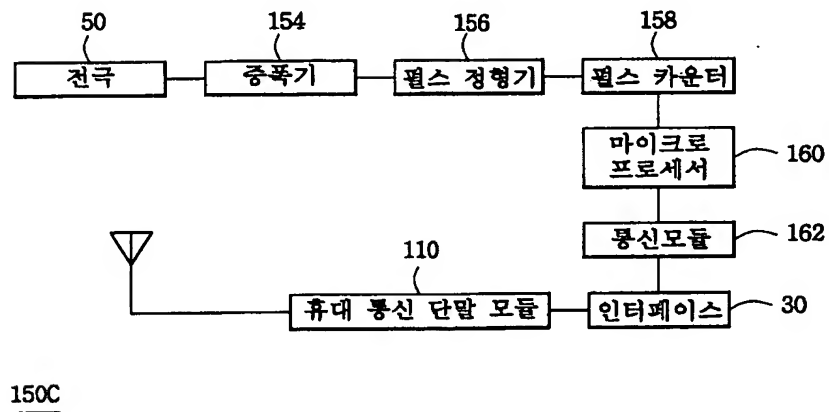 50
154
156
158
전극
증폭기
펄스 정형기
펄스 카운터
마이크로
프로세서
160
통신모듈
162
110
휴대 통신 단말 모듈
인터페이스
30
150C